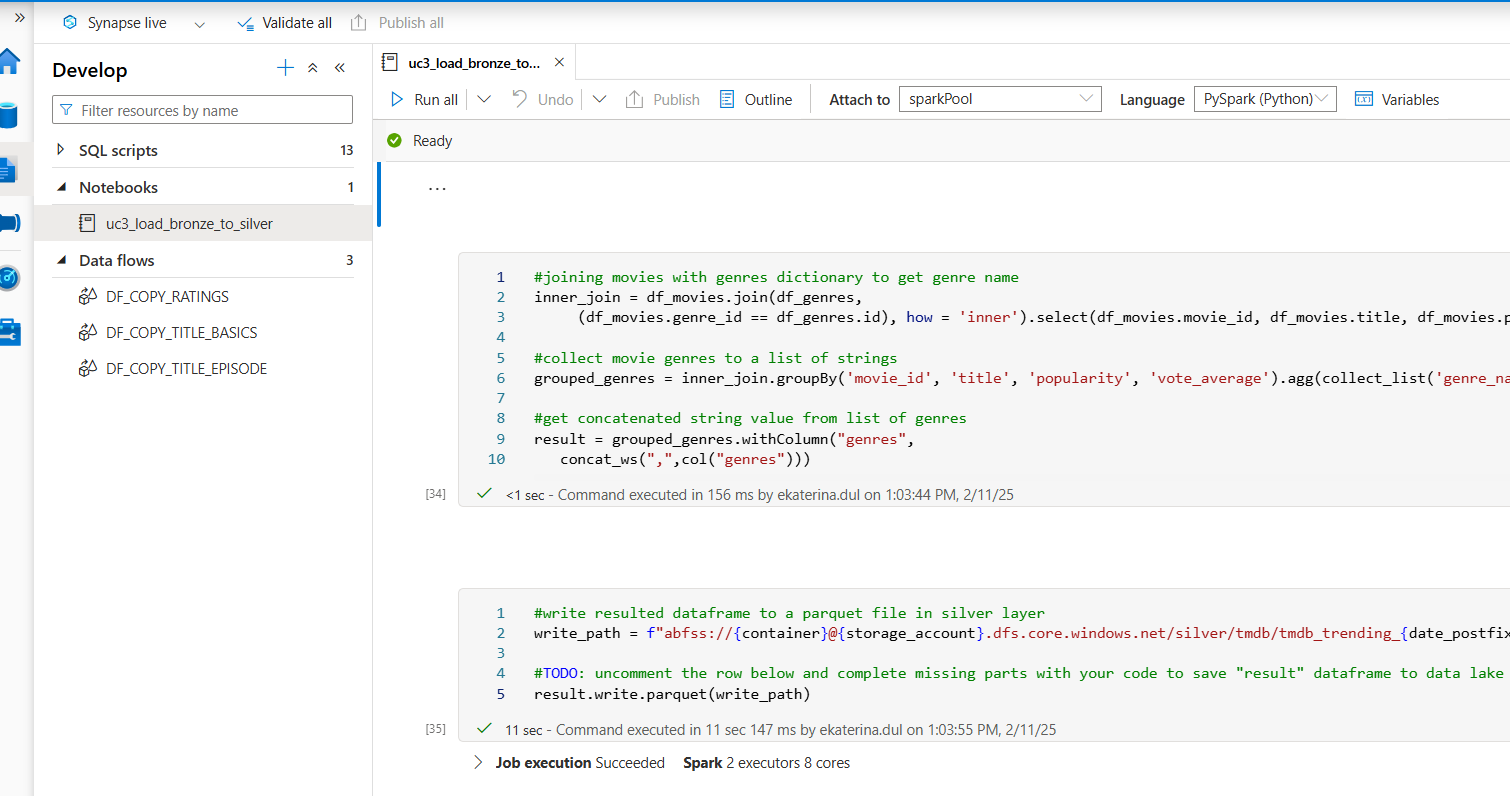 Synapse live
Validate all
Publish all
Develop
Filter resources by name
SQL scripts 13
Notebooks 1
uc3_load_bronze_to_silver
Data flows 3
DF_COPY_RATINGS
DF_COPY_TITLE_BASICS
DF_COPY_TITLE_EPISODE
uc3_load_bronze_to...
Run all
Undo
Publish
Outline
Attach to sparkPool
Language PySpark (Python)
Variables
Ready
...
1 #joining movies with genres dictionary to get genre name
2 inner_join = df_movies.join(df_genres,
3 (df_movies.genre_id == df_genres.id), how = 'inner').select(df_movies.movie_id, df_movies.title, df_movies.p
4
5 #collect movie genres to a list of strings
6 grouped_genres = inner_join.groupBy('movie_id', 'title', 'popularity', 'vote_average').agg(collect_list('genre_na
7
8 #get concatenated string value from list of genres
9 result = grouped_genres.withColumn("genres",
10 concat_ws(",",col("genres")))
[34] <1 sec - Command executed in 156 ms by ekaterina.dul on 1:03:44 PM, 2/11/25
1 #write resulted dataframe to a parquet file in silver layer
2 write_path = f"abfss://{container}@{storage_account}.dfs.core.windows.net/silver/tmdb/tmdb_trending_{date_postfix
3
4 #TODO: uncomment the row below and complete missing parts with your code to save "result" dataframe to data lake
5 result.write.parquet(write_path)
[35] 11 sec - Command executed in 11 sec 147 ms by ekaterina.dul on 1:03:55 PM, 2/11/25
Job execution Succeeded Spark 2 executors 8 cores